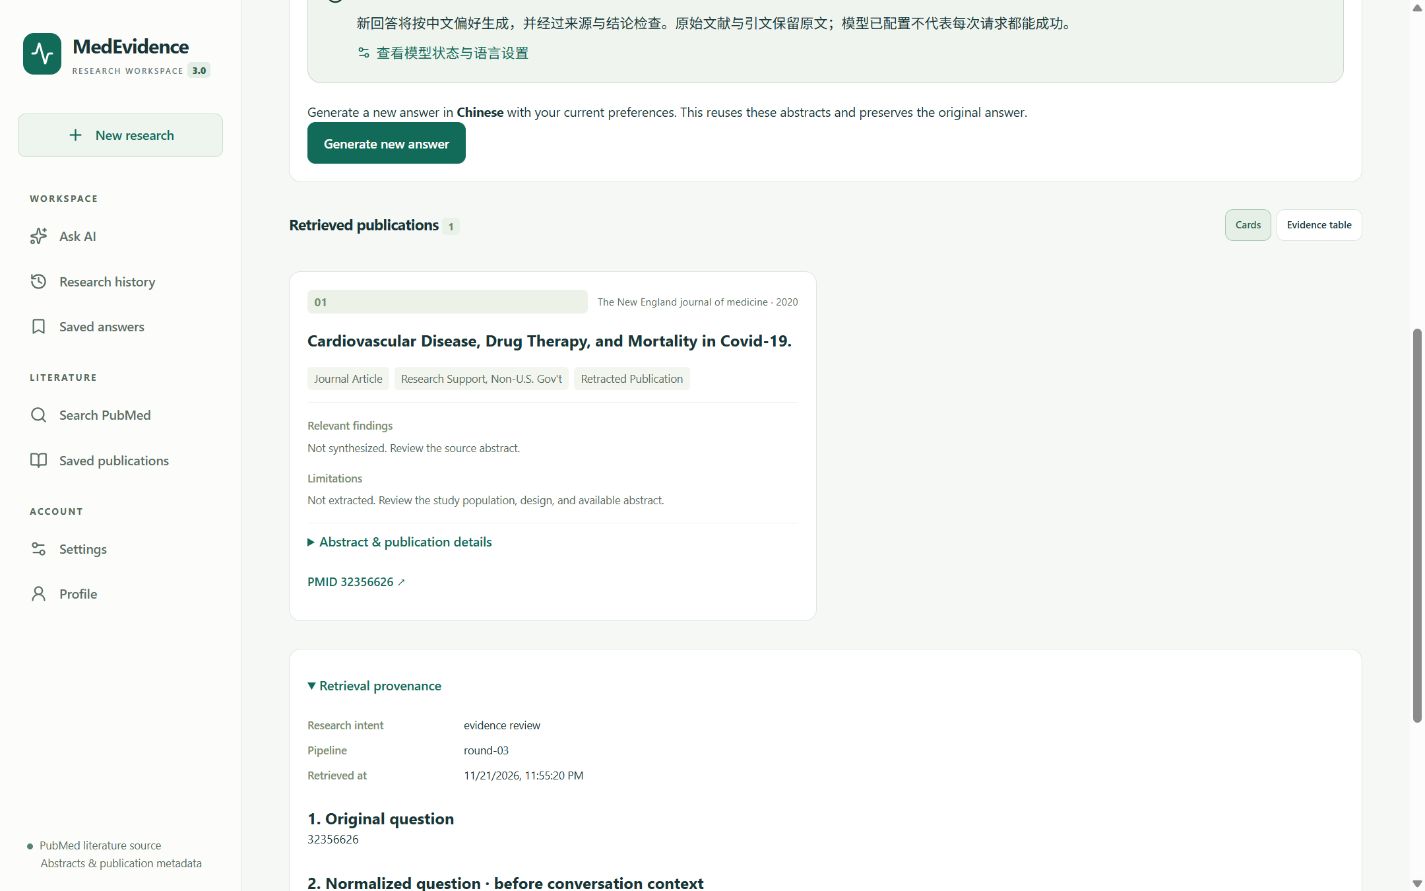 MedEvidence
RESEARCH WORKSPACE 3.0
New research
WORKSPACE
Ask AI
Research history
Saved answers
LITERATURE
Search PubMed
Saved publications
ACCOUNT
Settings
Profile
PubMed literature source
Abstracts & publication metadata
新回答将按中文偏好生成，并经过来源与结论检查。原始文献与引文保留原文；模型已配置不代表每次请求都能成功。
查看模型状态与语言设置
Generate a new answer in Chinese with your current preferences. This reuses these abstracts and preserves the original answer.
Generate new answer
Retrieved publications 1
Cards
Evidence table
01
The New England journal of medicine · 2020
Cardiovascular Disease, Drug Therapy, and Mortality in Covid-19.
Journal Article
Research Support, Non-U.S. Gov't
Retracted Publication
Relevant findings
Not synthesized. Review the source abstract.
Limitations
Not extracted. Review the study population, design, and available abstract.
Abstract & publication details
PMID 32356626 ↗
Retrieval provenance
Research intent evidence review
Pipeline round-03
Retrieved at 11/21/2026, 11:55:20 PM
1. Original question
32356626
2. Normalized question · before conversation context